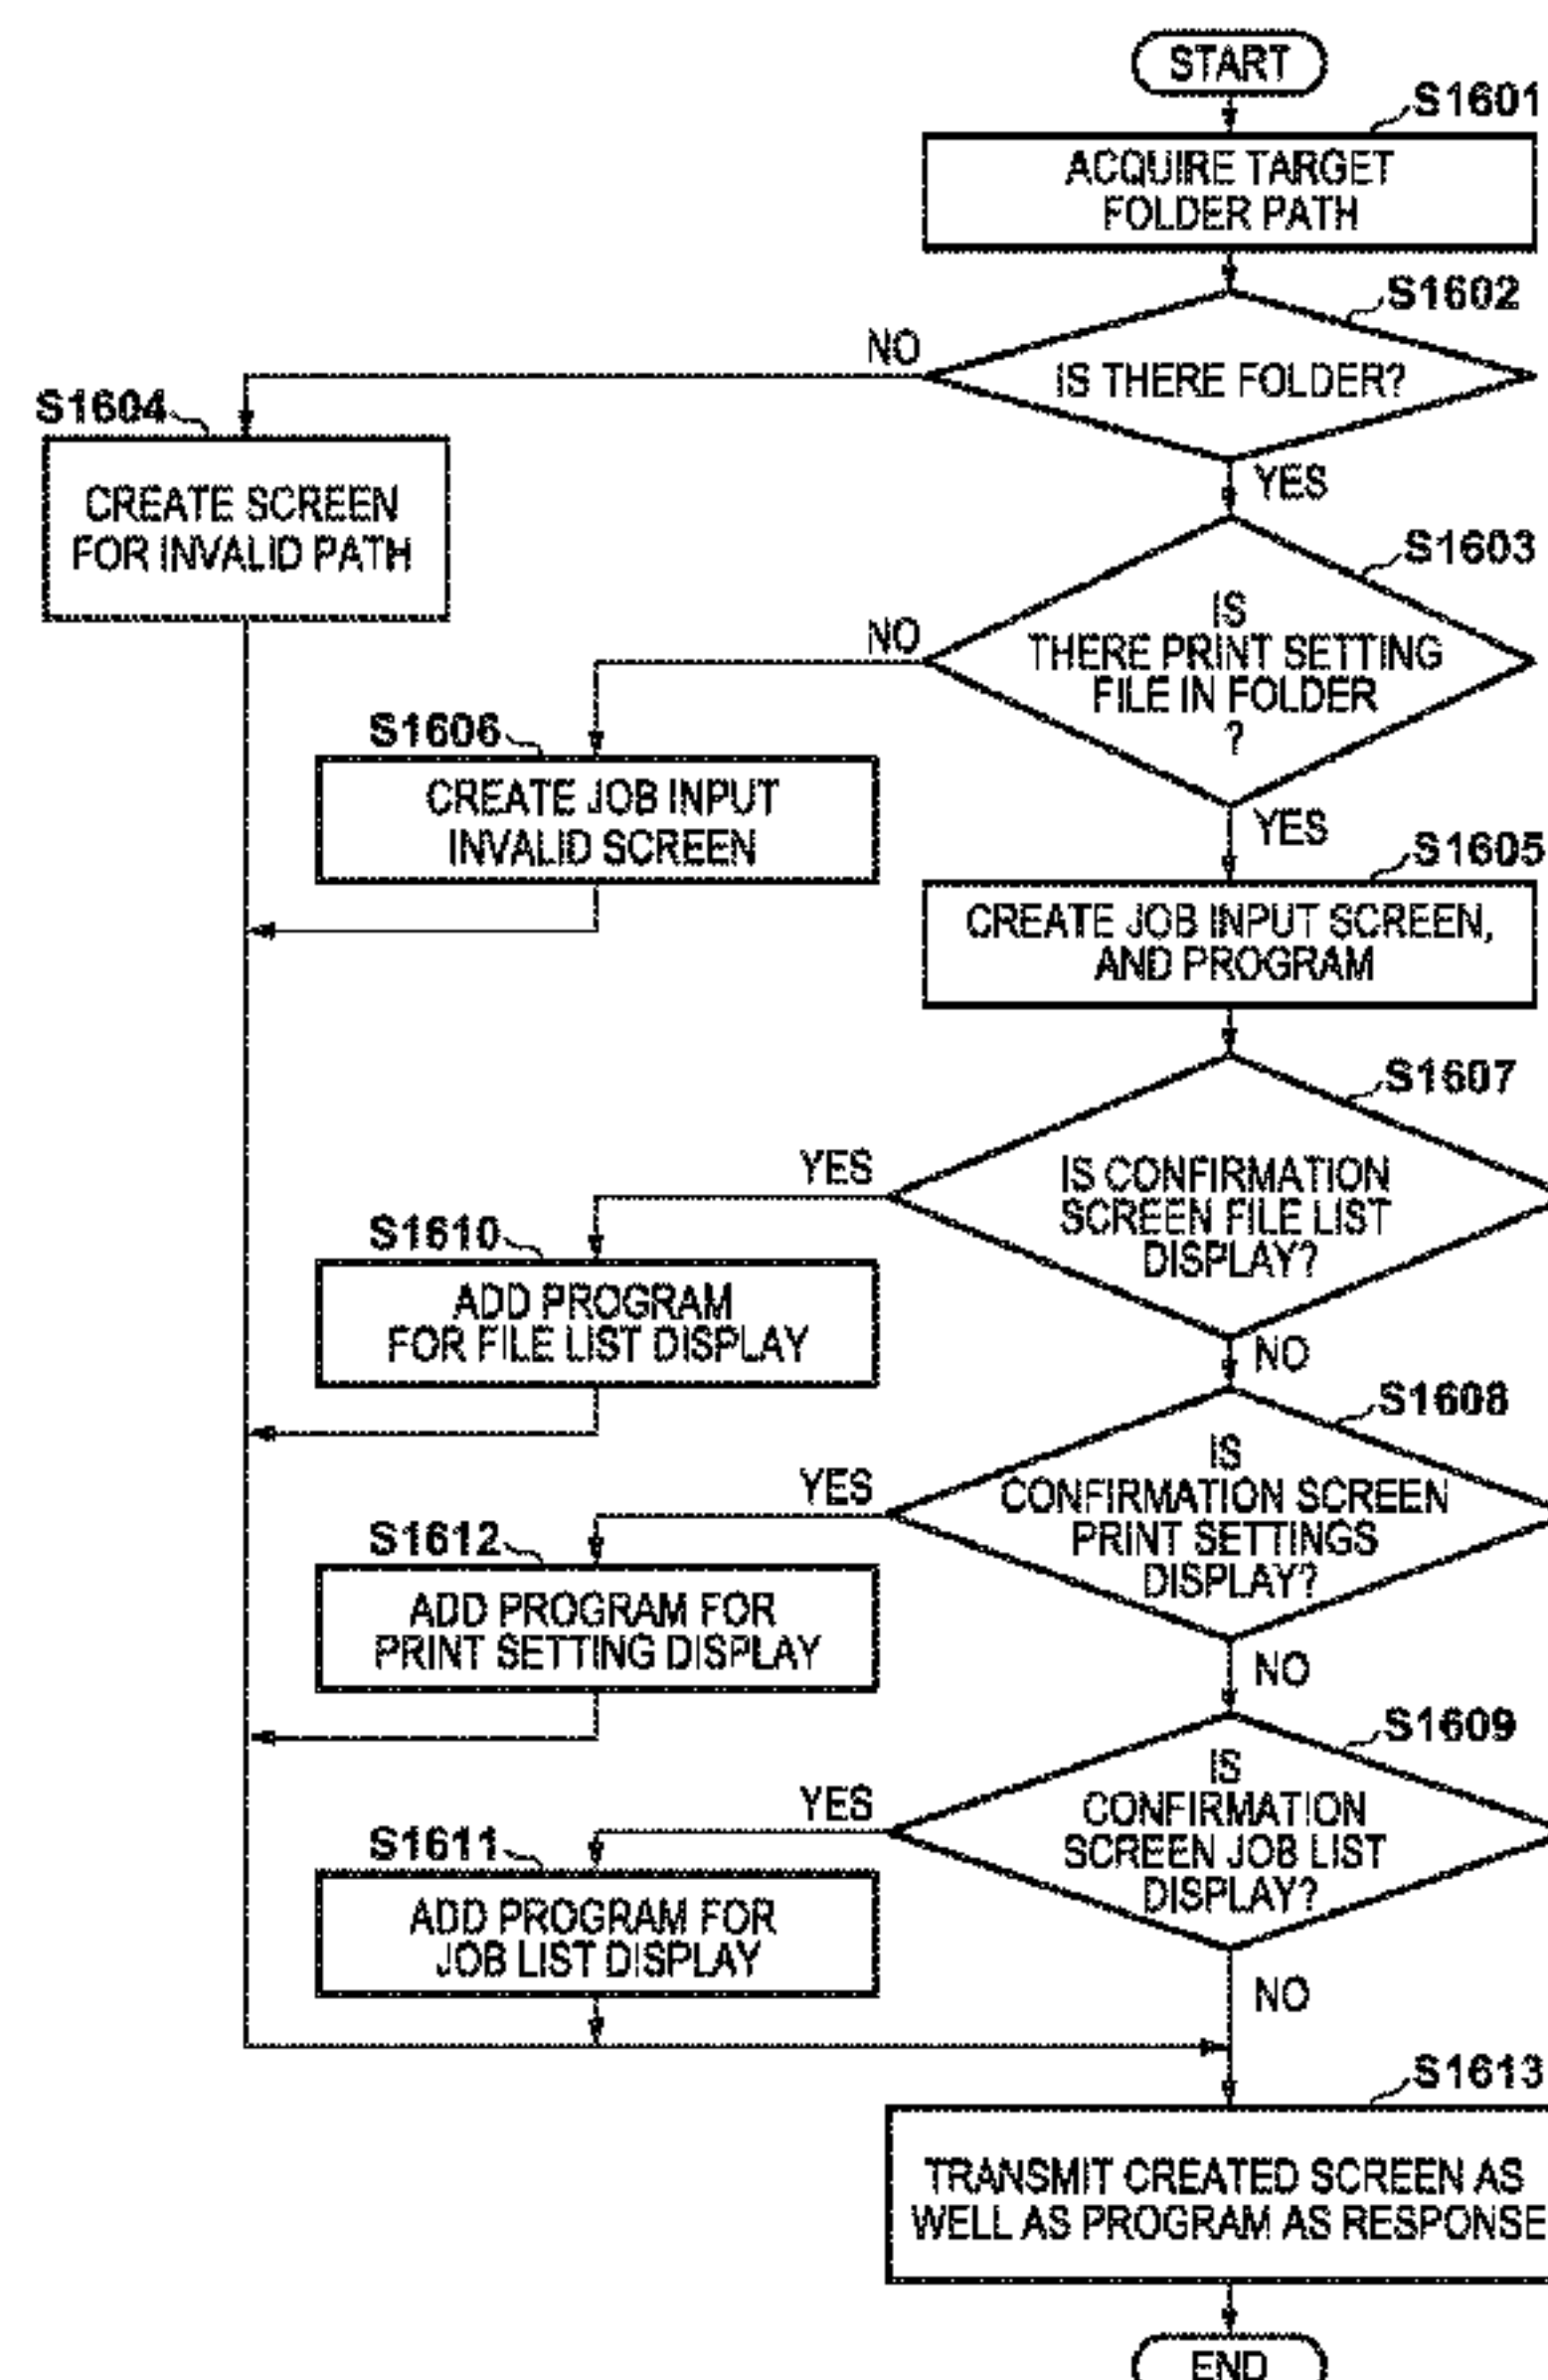 START
S1601
ACQUIRE TARGET
FOLDER PATH
S1602
NO
IS THERE FOLDER?
S1604
YES
CREATE SCREEN
FOR INVALID PATH
S1603
IS
THERE PRINT SETTING
FILE IN FOLDER
?
NO
S1606
CREATE JOB INPUT
INVALID SCREEN
YES
S1605
CREATE JOB INPUT SCREEN,
AND PROGRAM
S1607
YES
IS CONFIRMATION
SCREEN FILE LIST
DISPLAY?
S1610
ADD PROGRAM
FOR FILE LIST DISPLAY
NO
S1608
IS
CONFIRMATION SCREEN
PRINT SETTINGS
DISPLAY?
YES
S1612
ADD PROGRAM FOR
PRINT SETTING DISPLAY
NO
S1609
IS
CONFIRMATION
SCREEN JOB LIST
DISPLAY?
YES
S1611
ADD PROGRAM FOR
JOB LIST DISPLAY
NO
S1613
TRANSMIT CREATED SCREEN AS
WELL AS PROGRAM AS RESPONSE
END